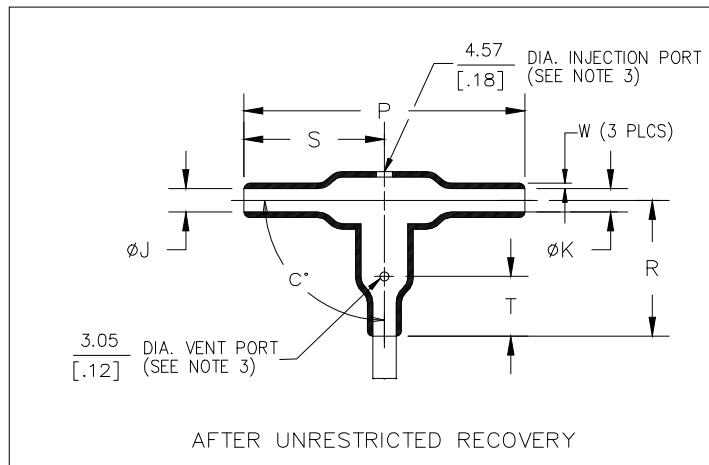 4.57 DIA. INJECTION PORT
[.18] (SEE NOTE 3)
P
S
W (3 PLCS)
ØJ
ØK
R
C°
T
3.05 DIA. VENT PORT
[.12] (SEE NOTE 3)
AFTER UNRESTRICTED RECOVERY